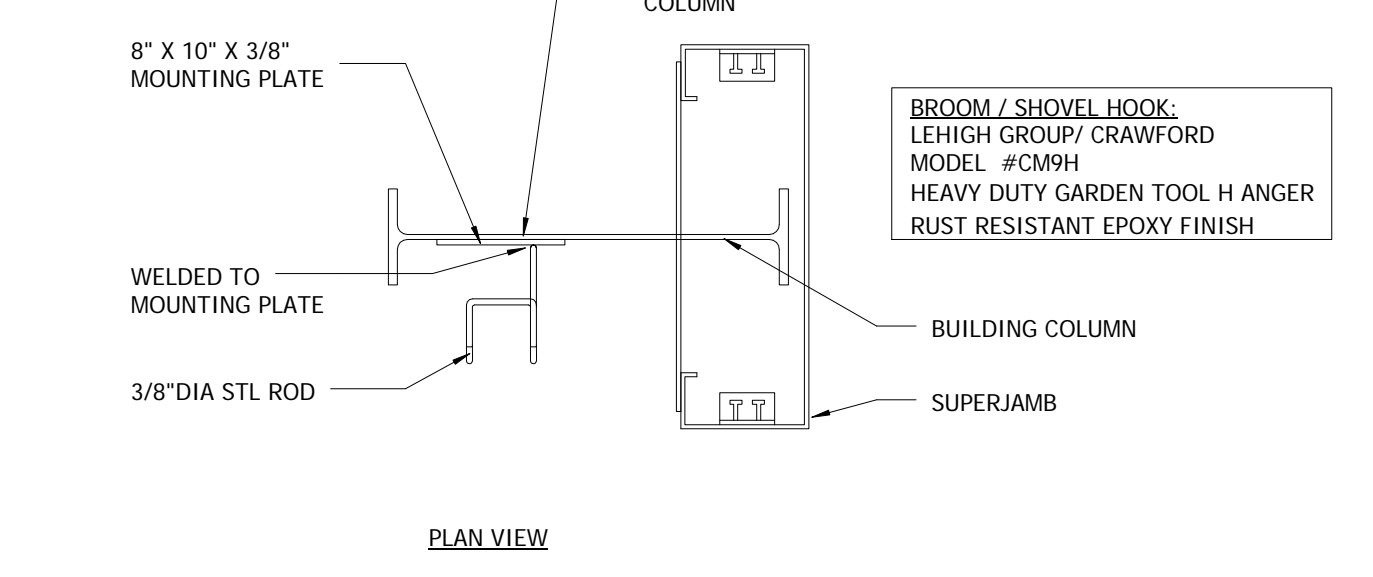 COLUMN
8" X 10" X 3/8"
MOUNTING PLATE
BROOM / SHOVEL HOOK:
LEHIGH GROUP/ CRAWFORD
MODEL #CM9H
HEAVY DUTY GARDEN TOOL H ANGER
RUST RESISTANT EPOXY FINISH
WELDED TO
MOUNTING PLATE
BUILDING COLUMN
3/8"DIA STL ROD
SUPERJAMB
PLAN VIEW